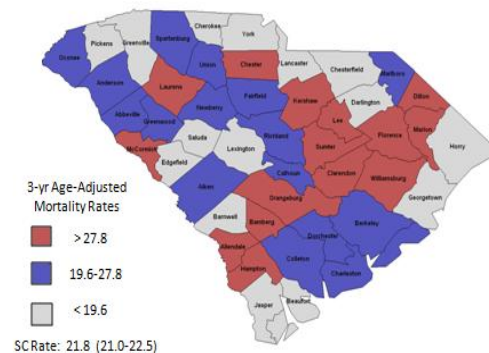 Cherokee
York
Spartanburg
Greenville
Pickens
Oconee
Union
Chester
Lancaster
Chesterfield
Marlboro
Anderson
Laurens
Fairfield
Kershaw
Darlington
Dillon
Newberry
Lee
Florence
Marion
Abbeville
Greenwood
Saluda
Richland
Sumter
Horry
McCormick
Lexington
Edgefield
Calhoun
Clarendon
Williamsburg
Aiken
Orangeburg
Georgetown
Barnwell
Bamberg
Berkeley
Dorchester
Allendale
Colleton
Charleston
Hampton
Jasper
Beaufort
3-yr Age-Adjusted
Mortality Rates
>27.8
19.6-27.8
<19.6
SC Rate: 21.8 (21.0-22.5)